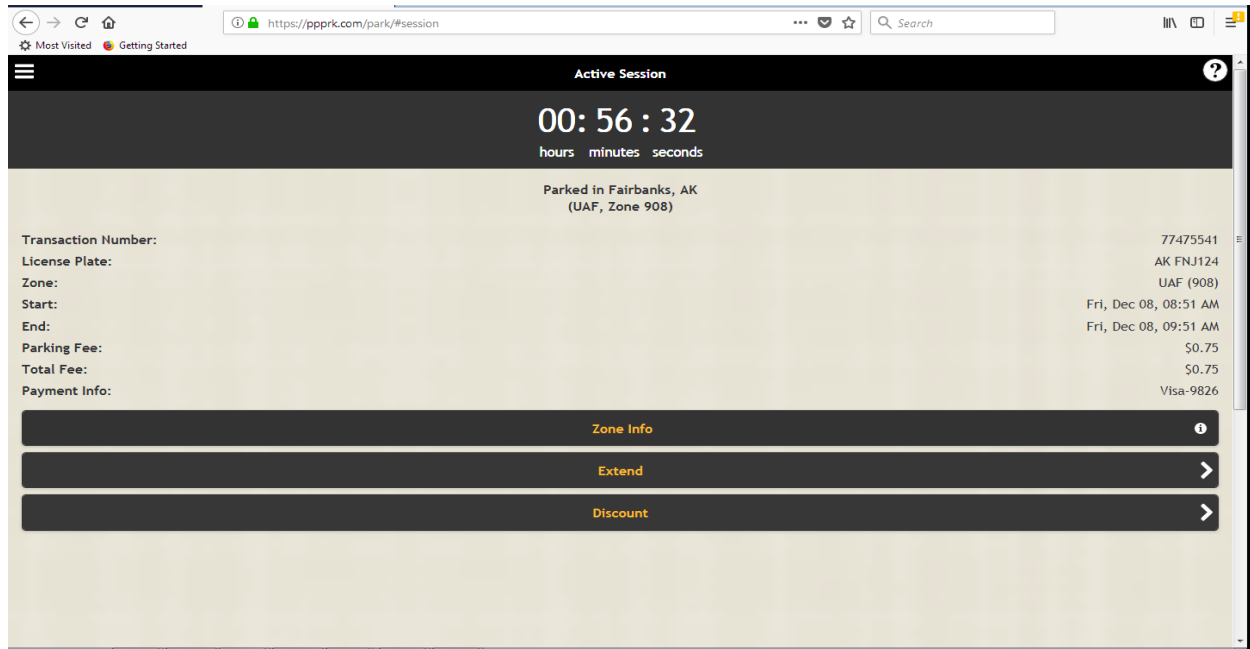 https://ppprk.com/park/#session
Search
Most Visited Getting Started
Active Session
?
00: 56 : 32
hours minutes seconds
Parked in Fairbanks, AK
(UAF, Zone 908)
Transaction Number: 77475541
License Plate: AK FNJ124
Zone: UAF (908)
Start: Fri, Dec 08, 08:51 AM
End: Fri, Dec 08, 09:51 AM
Parking Fee: $0.75
Total Fee: $0.75
Payment Info: Visa-9826
Zone Info
Extend
Discount